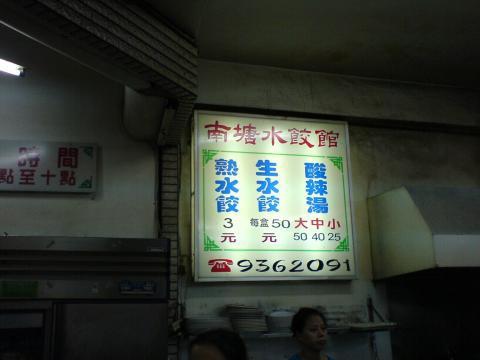 時間
點至十點
南塘水餃館
熟水餃 3元
生水餃 每盒50元
酸辣湯 大中小
50 40 25
☎9362091